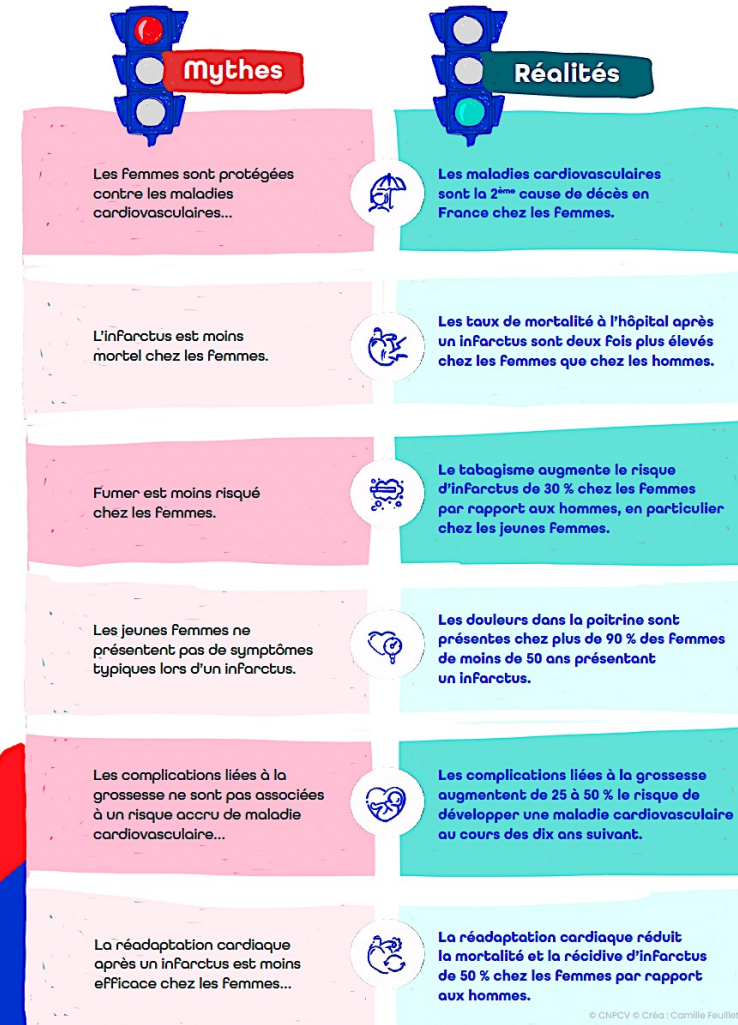 Mythes
Réalités
Les femmes sont protégées
contre les maladies
cardiovasculaires...
Les maladies cardiovasculaires
sont la 2ème cause de décès en
France chez les femmes.
L'infarctus est moins
mortel chez les femmes.
Les taux de mortalité à l'hôpital après
un infarctus sont deux fois plus élevés
chez les femmes que chez les hommes.
Fumer est moins risqué
chez les femmes.
Le tabagisme augmente le risque
d'infarctus de 30 % chez les femmes
par rapport aux hommes, en particulier
chez les jeunes femmes.
Les jeunes femmes ne
présentent pas de symptômes
typiques lors d'un infarctus.
Les douleurs dans la poitrine sont
présentes chez plus de 90 % des femmes
de moins de 50 ans présentant
un infarctus.
Les complications liées à la
grossesse ne sont pas associées
à un risque accru de maladie
cardiovasculaire...
Les complications liées à la grossesse
augmentent de 25 à 50 % le risque de
développer une maladie cardiovasculaire
au cours des dix ans suivant.
La réadaptation cardiaque
après un infarctus est moins
efficace chez les femmes...
La réadaptation cardiaque réduit
la mortalité et la récidive d'infarctus
de 50 % chez les femmes par rapport
aux hommes.
© CNPCV © Créa : Camille Feuillet